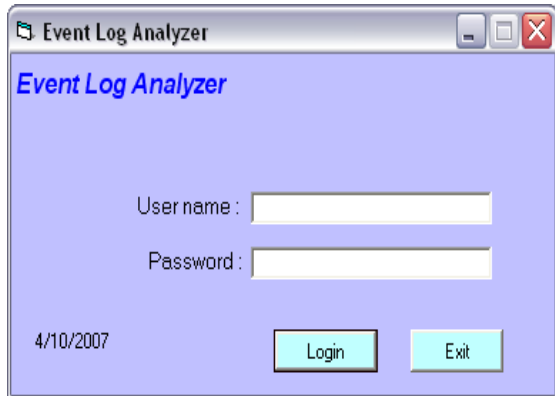 Event Log Analyzer
Event Log Analyzer
User name :
Password :
4/10/2007
Login
Exit